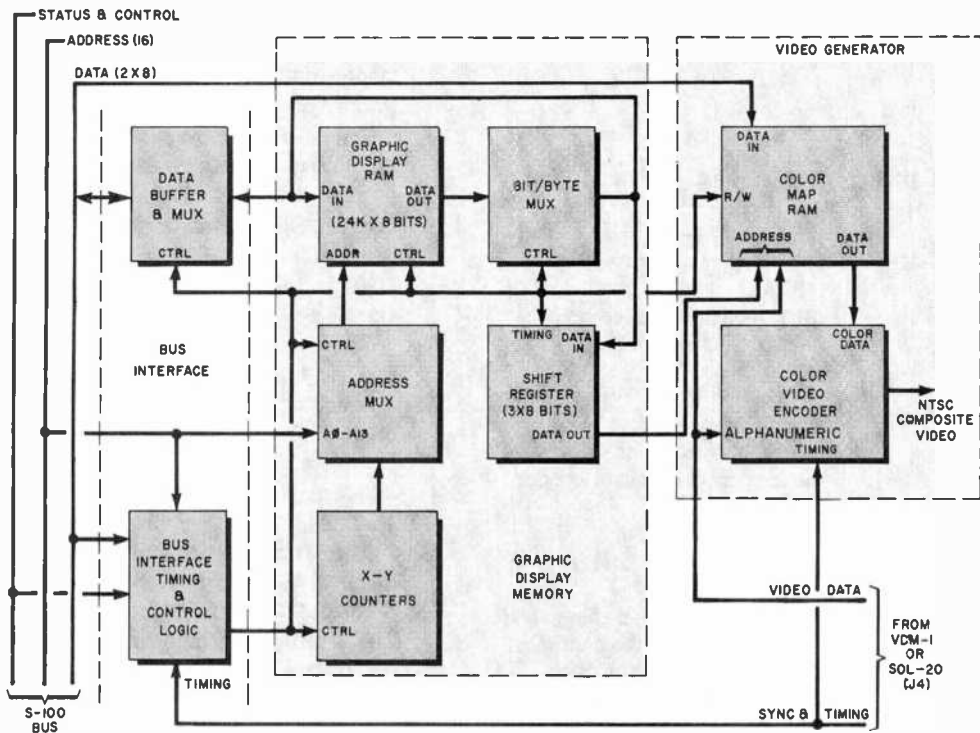 STATUS & CONTROL
ADDRESS (16)
DATA (2 X 8)
VIDEO GENERATOR
DATA
BUFFER
& MUX
CTRL
GRAPHIC
DISPLAY
RAM
DATA
IN
DATA
OUT
(24K X 8 BITS)
ADDR
CTRL
BIT/BYTE
MUX
CTRL
DATA
IN
COLOR
MAP
RAM
R/W
ADDRESS
DATA
OUT
BUS
INTERFACE
CTRL
ADDRESS
MUX
AØ-A13
TIMING
DATA
IN
SHIFT
REGISTER
(3X8 BITS)
DATA OUT
COLOR
DATA
COLOR
VIDEO
ENCODER
ALPHANUMERIC
TIMING
NTSC
COMPOSITE
VIDEO
BUS
INTERFACE
TIMING
&
CONTROL
LOGIC
TIMING
X-Y
COUNTERS
CTRL
GRAPHIC
DISPLAY
MEMORY
VIDEO DATA
FROM
VDM-1
OR
SOL-20
(J4)
SYNC & TIMING
S-100
BUS